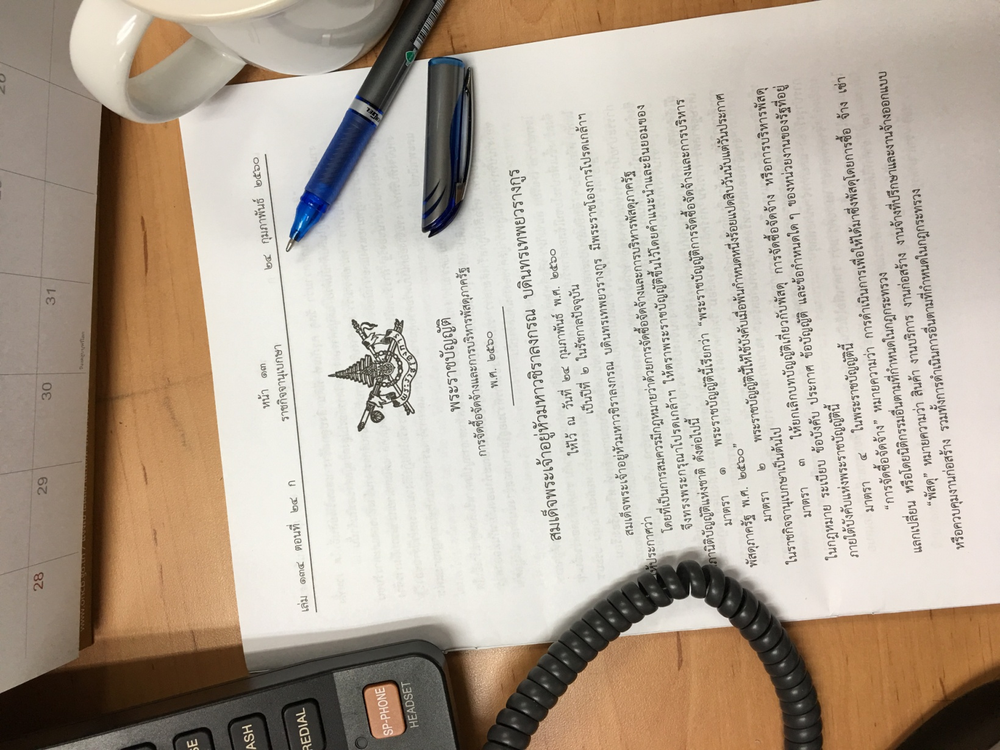 หน้า ๑๓
เล่ม ๑๓๔ ตอนที่ ๒๔ ก ราชกิจจานุเบกษา ๒๔ กุมภาพันธ์ ๒๕๖๐
พระราชบัญญัติ
การจัดซื้อจัดจ้างและการบริหารพัสดุภาครัฐ
พ.ศ. ๒๕๖๐
สมเด็จพระเจ้าอยู่หัวมหาวชิราลงกรณ บดินทรเทพยวรางกูร
ให้ไว้ ณ วันที่ ๒๔ กุมภาพันธ์ พ.ศ. ๒๕๖๐
เป็นปีที่ ๒ ในรัชกาลปัจจุบัน
สมเด็จพระเจ้าอยู่หัวมหาวชิราลงกรณ บดินทรเทพยวรางกูร มีพระราชโองการโปรดเกล้าฯ
ให้ประกาศว่า
โดยที่เป็นการสมควรมีกฎหมายว่าด้วยการจัดซื้อจัดจ้างและการบริหารพัสดุภาครัฐ
จึงทรงพระกรุณาโปรดเกล้าฯ ให้ตราพระราชบัญญัติขึ้นไว้โดยคำแนะนำและยินยอมของ
ภานิติบัญญัติแห่งชาติ ดังต่อไปนี้
มาตรา ๑ พระราชบัญญัตินี้เรียกว่า “พระราชบัญญัติการจัดซื้อจัดจ้างและการบริหาร
พัสดุภาครัฐ พ.ศ. ๒๕๖๐”
มาตรา ๒ พระราชบัญญัตินี้ให้ใช้บังคับเมื่อพ้นกำหนดหนึ่งร้อยแปดสิบวันนับแต่วันประกาศ
ในราชกิจจานุเบกษาเป็นต้นไป
มาตรา ๓ ให้ยกเลิกบทบัญญัติเกี่ยวกับพัสดุ การจัดซื้อจัดจ้าง หรือการบริหารพัสดุ
ในกฎหมาย ระเบียบ ข้อบังคับ ประกาศ ข้อบัญญัติ และข้อกำหนดใด ๆ ของหน่วยงานของรัฐที่อยู่
ภายใต้บังคับแห่งพระราชบัญญัตินี้
มาตรา ๔ ในพระราชบัญญัตินี้
“การจัดซื้อจัดจ้าง” หมายความว่า การดำเนินการเพื่อให้ได้มาซึ่งพัสดุโดยการซื้อ จ้าง เช่า
แลกเปลี่ยน หรือโดยนิติกรรมอื่นตามที่กำหนดในกฎกระทรวง
“พัสดุ” หมายความว่า สินค้า งานบริการ งานก่อสร้าง งานจ้างที่ปรึกษาและงานจ้างออกแบบ
หรือควบคุมงานก่อสร้าง รวมทั้งการดำเนินการอื่นตามที่กำหนดในกฎกระทรวง
28 29 30 31
วันหยุดบูรพโลก
SP-PHONE
HEADSET
REDIAL